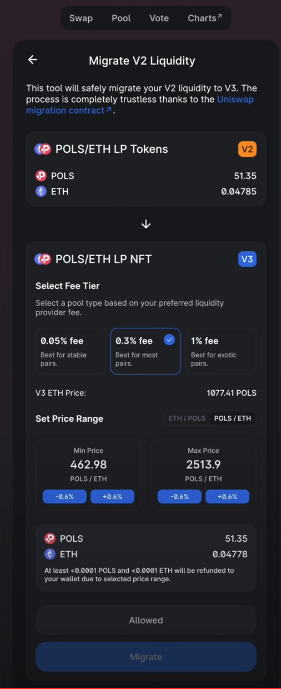 Swap Pool Vote Charts↗
← Migrate V2 Liquidity
This tool will safely migrate your V2 liquidity to V3. The
process is completely trustless thanks to the Uniswap
migration contract↗.
POLS/ETH LP Tokens V2
POLS 51.35
ETH 0.04785
↓
POLS/ETH LP NFT V3
Select Fee Tier
Select a pool type based on your preferred liquidity
provider fee.
0.05% fee 0.3% fee 1% fee
Best for stable Best for most Best for exotic
pairs. pairs. pairs.
V3 ETH Price: 1077.41 POLS
Set Price Range ETH / POLS POLS / ETH
Min Price Max Price
462.98 2513.9
POLS / ETH POLS / ETH
-0.6% +0.6% -0.6% +0.6%
POLS 51.35
ETH 0.04778
At least <0.0001 POLS and <0.0001 ETH will be refunded to
your wallet due to selected price range.
Allowed
Migrate